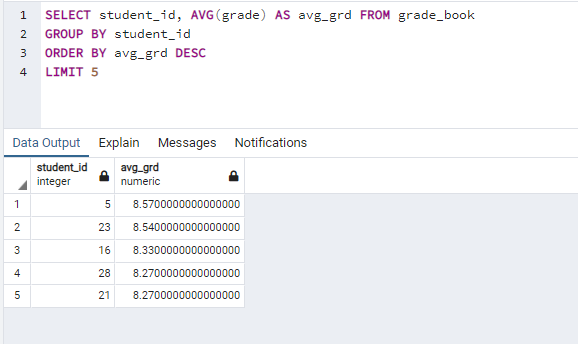 1 SELECT student_id, AVG(grade) AS avg_grd FROM grade_book
2 GROUP BY student_id
3 ORDER BY avg_grd DESC
4 LIMIT 5
Data Output Explain Messages Notifications
student_id avg_grd
integer numeric
1 5 8.5700000000000000
2 23 8.5400000000000000
3 16 8.3300000000000000
4 28 8.2700000000000000
5 21 8.2700000000000000